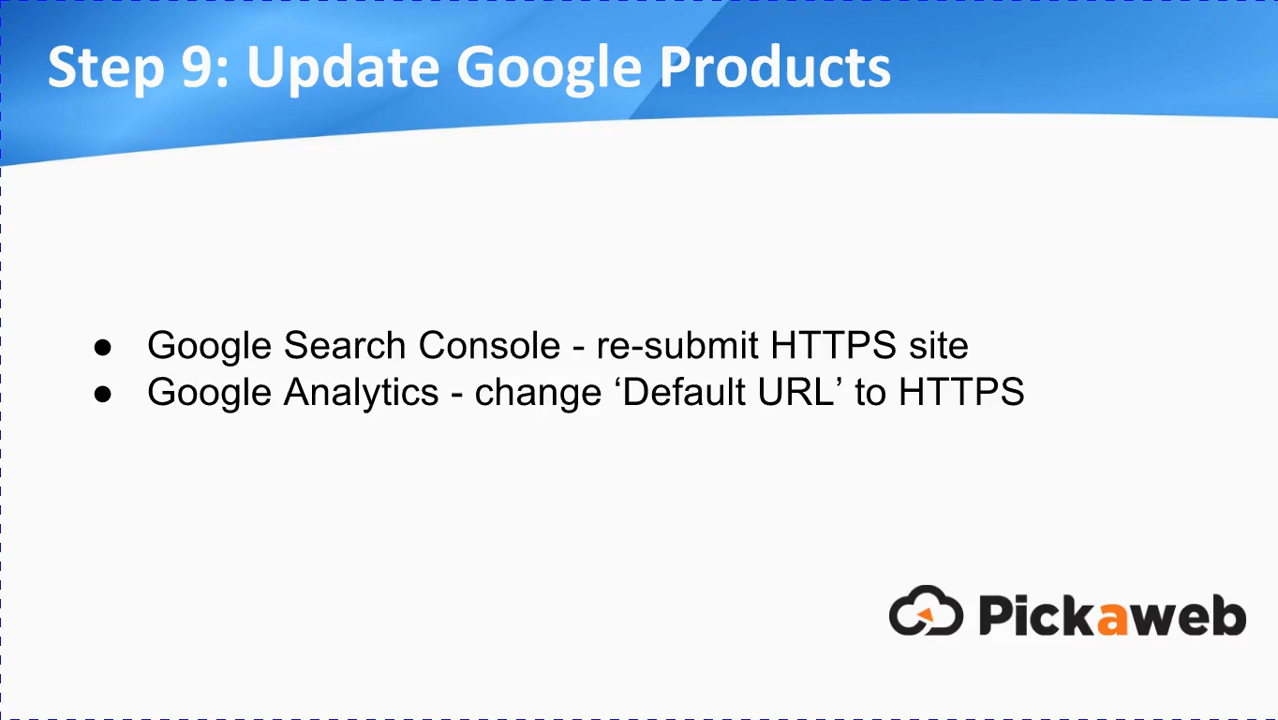 Step 9: Update Google Products
● Google Search Console - re-submit HTTPS site
● Google Analytics - change ‘Default URL’ to HTTPS
Pickaweb